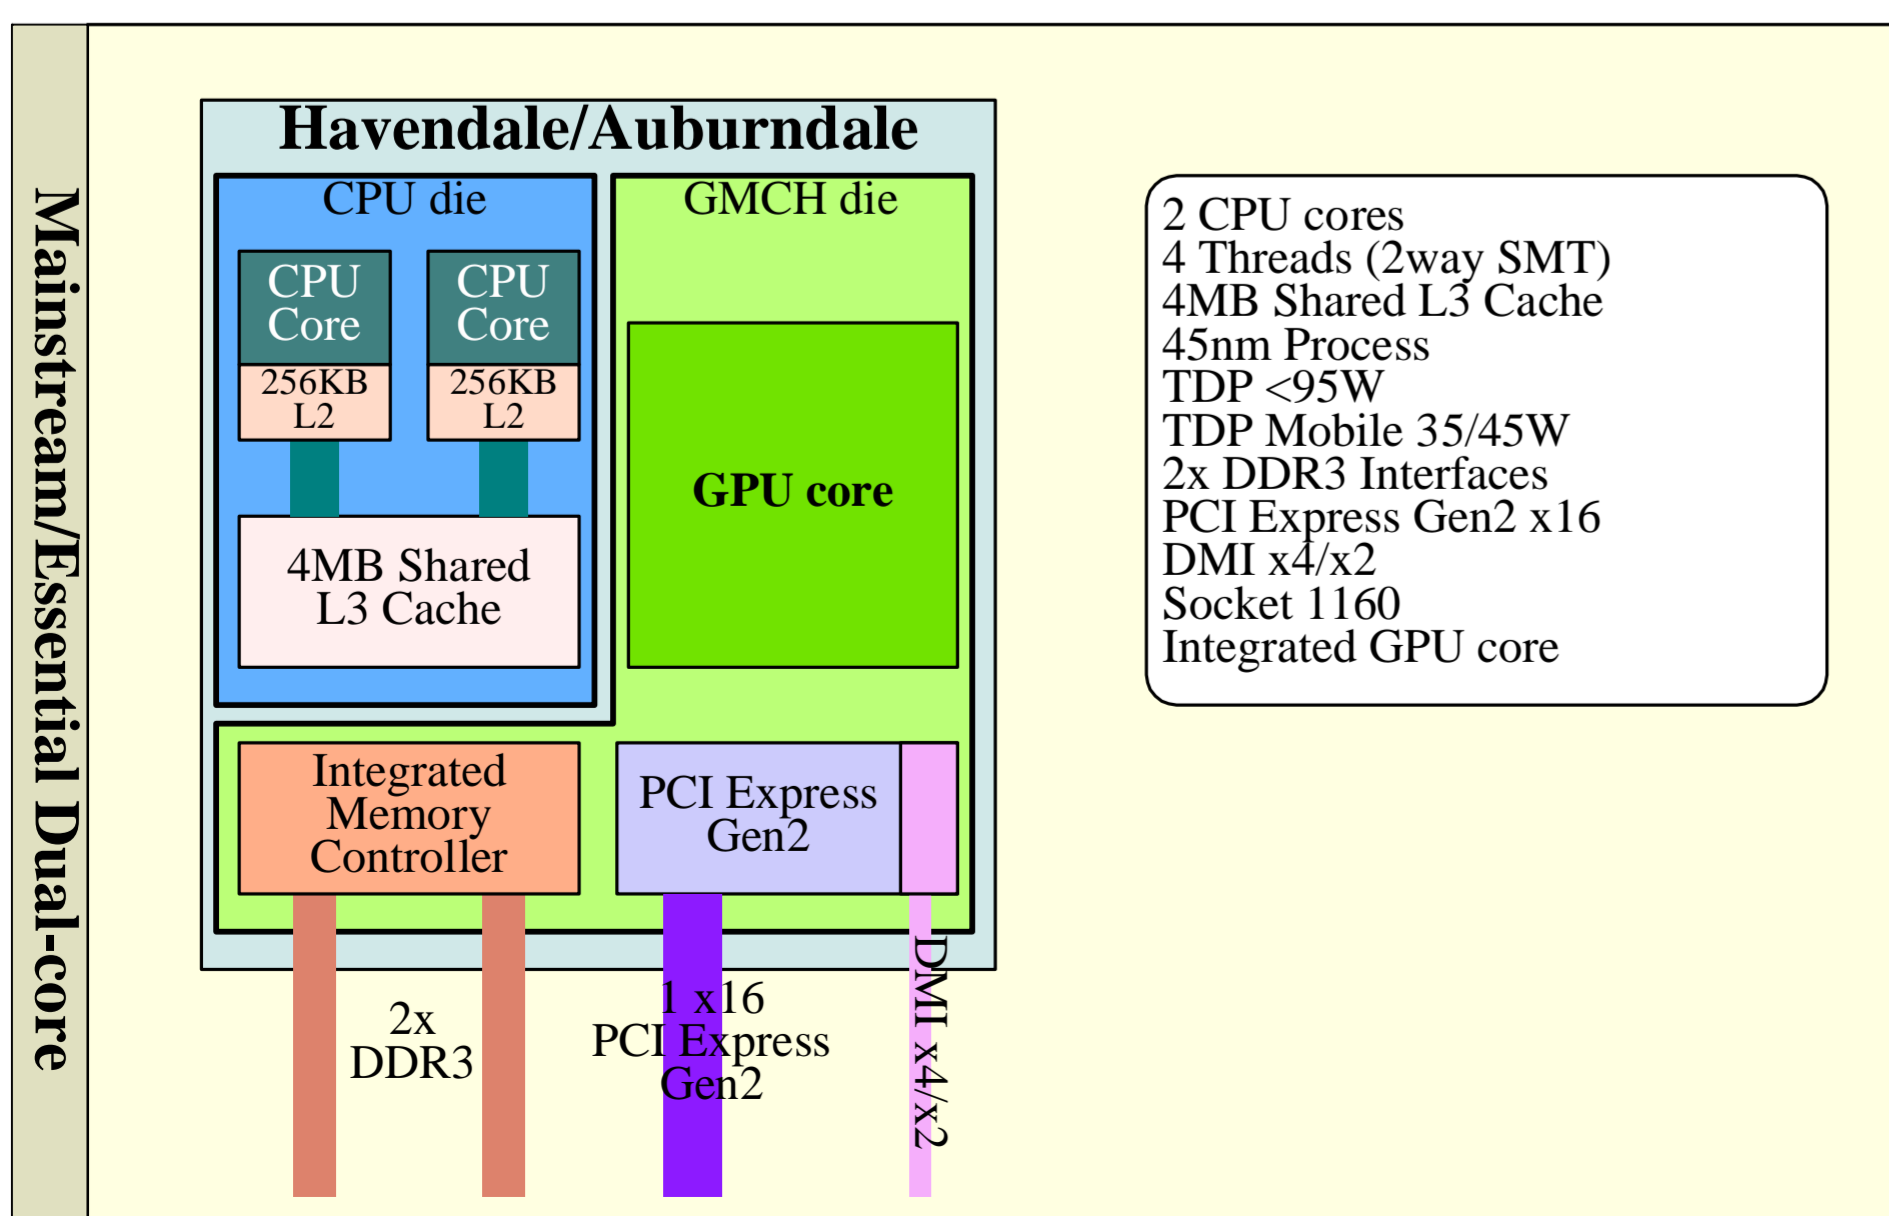 Mainstream/Essential Dual-core
Havendale/Auburndale
CPU die
GMCH die
CPU
Core
CPU
Core
256KB
L2
256KB
L2
4MB Shared
L3 Cache
GPU core
Integrated
Memory
Controller
PCI Express
Gen2
2x
DDR3
1 x16
PCI Express
Gen2
DMI x4/x2
2 CPU cores
4 Threads (2way SMT)
4MB Shared L3 Cache
45nm Process
TDP <95W
TDP Mobile 35/45W
2x DDR3 Interfaces
PCI Express Gen2 x16
DMI x4/x2
Socket 1160
Integrated GPU core